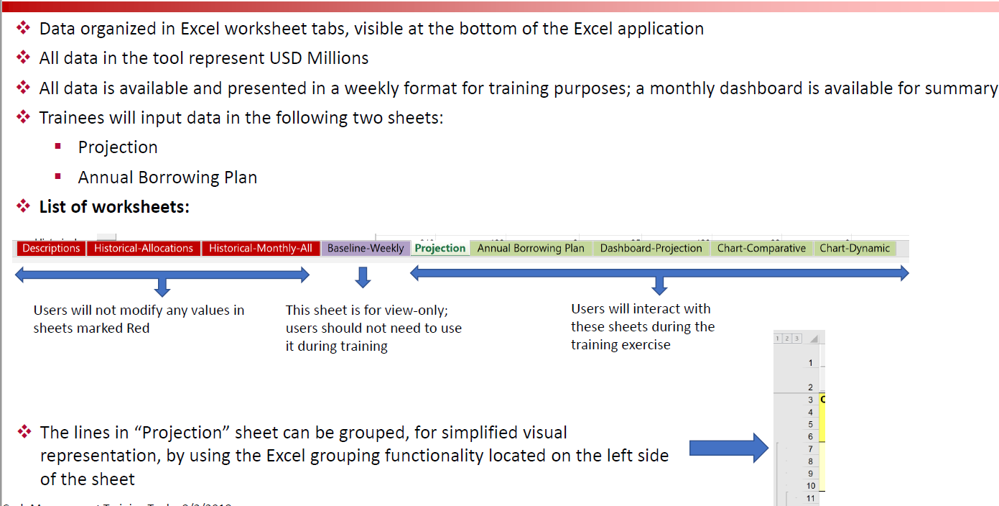 Data organized in Excel worksheet tabs, visible at the bottom of the Excel application
All data in the tool represent USD Millions
All data is available and presented in a weekly format for training purposes; a monthly dashboard is available for summary
Trainees will input data in the following two sheets:
Projection
Annual Borrowing Plan
List of worksheets:
Descriptions Historical-Allocations Historical-Monthly-All Baseline-Weekly Projection Annual Borrowing Plan Dashboard-Projection Chart-Comparative Chart-Dynamic
Users will not modify any values in
sheets marked Red
This sheet is for view-only;
users should not need to use
it during training
Users will interact with
these sheets during the
training exercise
1 2 3
1
2
3
4
5
6
7
8
9
10
11
The lines in “Projection” sheet can be grouped, for simplified visual
representation, by using the Excel grouping functionality located on the left side
of the sheet